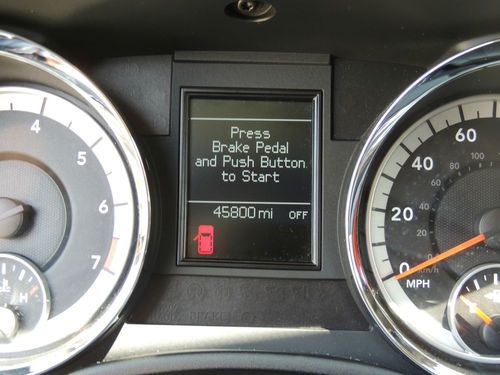 Press
Brake Pedal
and Push Button
to Start
45800 mi OFF
4
5
6
7
H
60
40
20
0
100
km/h
MPH
BRAKE